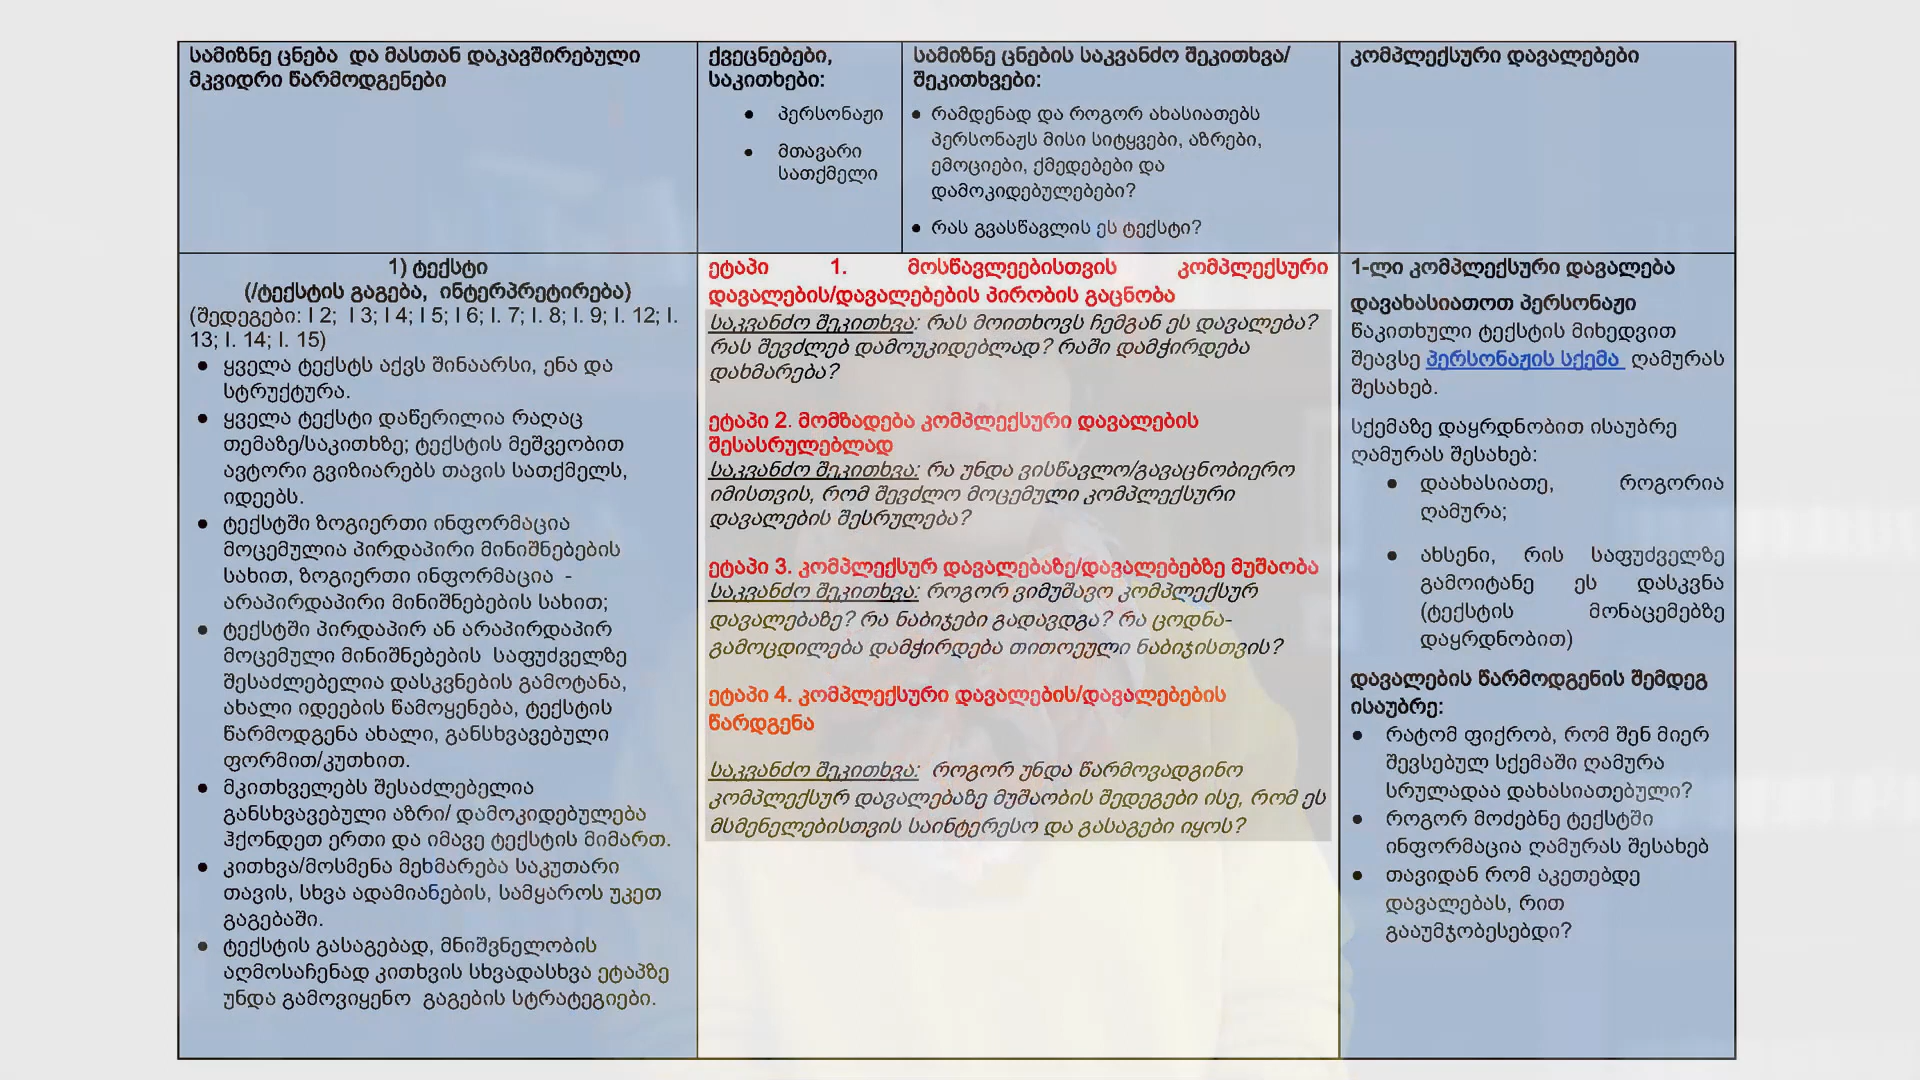 სამიზნე ცნება  და მასთან დაკავშირებული
მკვიდრი წარმოდგენები
ქვეცნებები,
საკითხები:
● პერსონაჟი
● მთავარი
სათქმელი
სამიზნე ცნების საკვანძო შეკითხვა/
შეკითხვები:
● რამდენად და როგორ ახასიათებს
პერსონაჟს მისი სიტყვები, აზრები,
ემოციები, ქმედებები და
დამოკიდებულებები?
● რას გვასწავლის ეს ტექსტი?
კომპლექსური დავალებები
1) ტექსტი
(/ტექსტის გაგება,  ინტერპრეტირება)
(შედეგები: I 2;  I 3; I 4; I 5; I 6; I. 7; I. 8; I. 9; I. 12; I.
13; I. 14; I. 15)
● ყველა ტექსტს აქვს შინაარსი, ენა და
სტრუქტურა.
● ყველა ტექსტი დაწერილია რაღაც
თემაზე/საკითხზე; ტექსტის მეშვეობით
ავტორი გვიზიარებს თავის სათქმელს,
იდეებს.
● ტექსტში ზოგიერთი ინფორმაცია
მოცემულია პირდაპირი მინიშნებების
სახით, ზოგიერთი ინფორმაცია  -
არაპირდაპირი მინიშნებების სახით;
● ტექსტში პირდაპირ ან არაპირდაპირ
მოცემული მინიშნებების  საფუძველზე
შესაძლებელია დასკვნების გამოტანა,
ახალი იდეების წამოყენება, ტექსტის
წარმოდგენა ახალი, განსხვავებული
ფორმით/კუთხით.
● მკითხველებს შესაძლებელია
განსხვავებული აზრი/ დამოკიდებულება
ჰქონდეთ ერთი და იმავე ტექსტის მიმართ.
● კითხვა/მოსმენა მეხმარება საკუთარი
თავის, სხვა ადამიანების, სამყაროს უკეთ
გაგებაში.
● ტექსტის გასაგებად, მნიშვნელობის
აღმოსაჩენად კითხვის სხვადასხვა ეტაპზე
უნდა გამოვიყენო  გაგების სტრატეგიები.
ეტაპი 1. მოსწავლეებისთვის კომპლექსური
დავალების/დავალებების პირობის გაცნობა
საკვანძო შეკითხვა: რას მოითხოვს ჩემგან ეს დავალება?
რას შევძლებ დამოუკიდებლად? რაში დამჭირდება
დახმარება?
ეტაპი 2. მომზადება კომპლექსური დავალების
შესასრულებლად
საკვანძო შეკითხვა: რა უნდა ვისწავლო/გავაცნობიერო
იმისთვის, რომ შევძლო მოცემული კომპლექსური
დავალების შესრულება?
ეტაპი 3. კომპლექსურ დავალებაზე/დავალებებზე მუშაობა
საკვანძო შეკითხვა: როგორ ვიმუშავო კომპლექსურ
დავალებაზე? რა ნაბიჯები გადავდგა? რა ცოდნა-
გამოცდილება დამჭირდება თითოეული ნაბიჯისთვის?
ეტაპი 4. კომპლექსური დავალების/დავალებების
წარდგენა
საკვანძო შეკითხვა:  როგორ უნდა წარმოვადგინო
კომპლექსურ დავალებაზე მუშაობის შედეგები ისე, რომ ეს
მსმენელებისთვის საინტერესო და გასაგები იყოს?
1-ლი კომპლექსური დავალება
დავახასიათოთ პერსონაჟი
წაკითხული ტექსტის მიხედვით
შეავსე პერსონაჟის სქემა  ღამურას
შესახებ.
სქემაზე დაყრდნობით ისაუბრე
ღამურას შესახებ:
● დაახასიათე, როგორია
ღამურა;
● ახსენი, რის საფუძველზე
გამოიტანე ეს დასკვნა
(ტექსტის მონაცემებზე
დაყრდნობით)
დავალების წარმოდგენის შემდეგ
ისაუბრე:
● რატომ ფიქრობ, რომ შენ მიერ
შევსებულ სქემაში ღამურა
სრულადაა დახასიათებული?
● როგორ მოძებნე ტექსტში
ინფორმაცია ღამურას შესახებ
● თავიდან რომ აკეთებდე
დავალებას, რით
გააუმჯობესებდი?